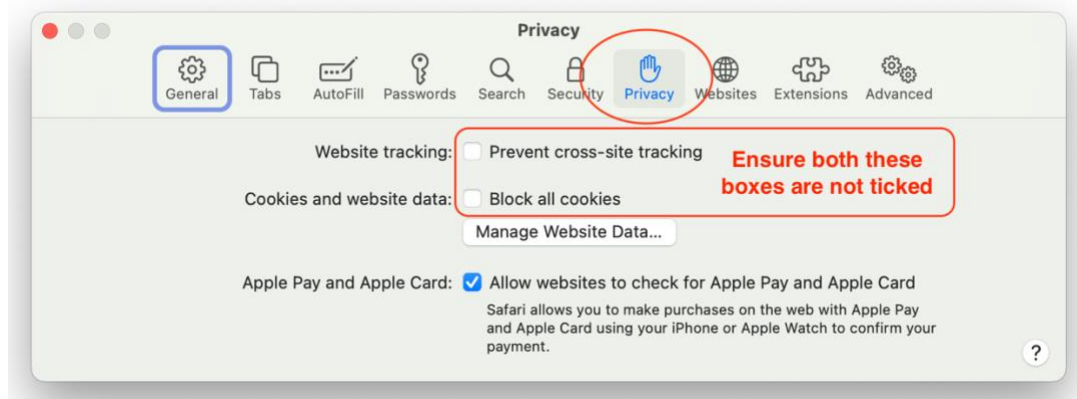 Privacy
General Tabs AutoFill Passwords Search Security Privacy Websites Extensions Advanced
Website tracking: Prevent cross-site tracking
Ensure both these
boxes are not ticked
Cookies and website data: Block all cookies
Manage Website Data...
Apple Pay and Apple Card: Allow websites to check for Apple Pay and Apple Card
Safari allows you to make purchases on the web with Apple Pay
and Apple Card using your iPhone or Apple Watch to confirm your
payment.
?